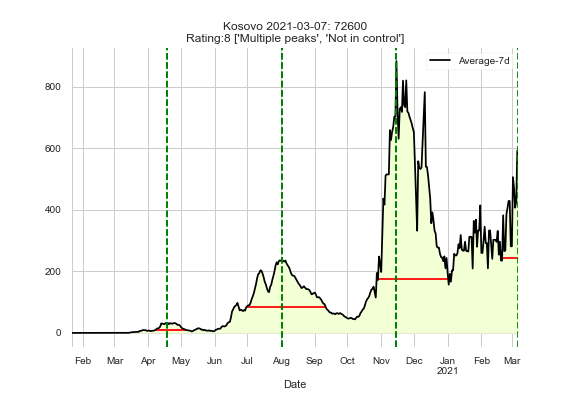 Kosovo 2021-03-07: 72600
Rating:8 ['Multiple peaks', 'Not in control']
Average-7d
800
600
400
200
0
Feb Mar Apr May Jun Jul Aug Sep Oct Nov Dec Jan Feb Mar
2021
Date